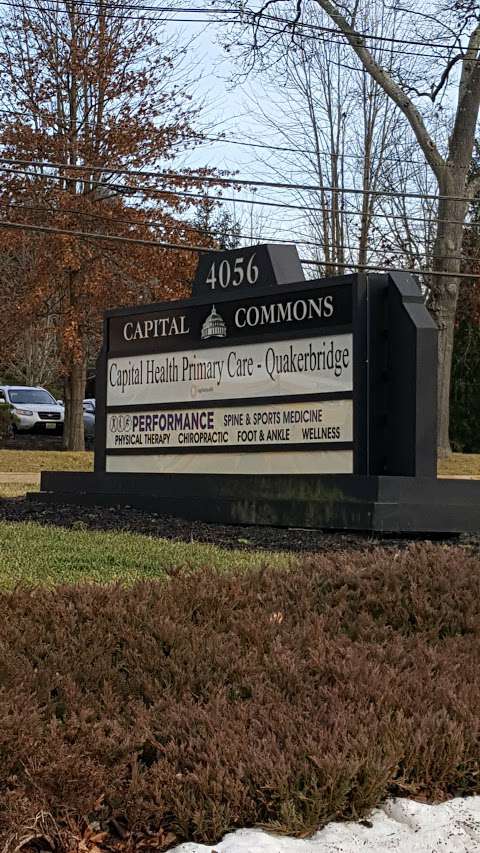 4056
CAPITAL COMMONS
Capital Health Primary Care - Quakerbridge
PERFORMANCE SPINE & SPORTS MEDICINE
PHYSICAL THERAPY CHIROPRACTIC FOOT & ANKLE WELLNESS